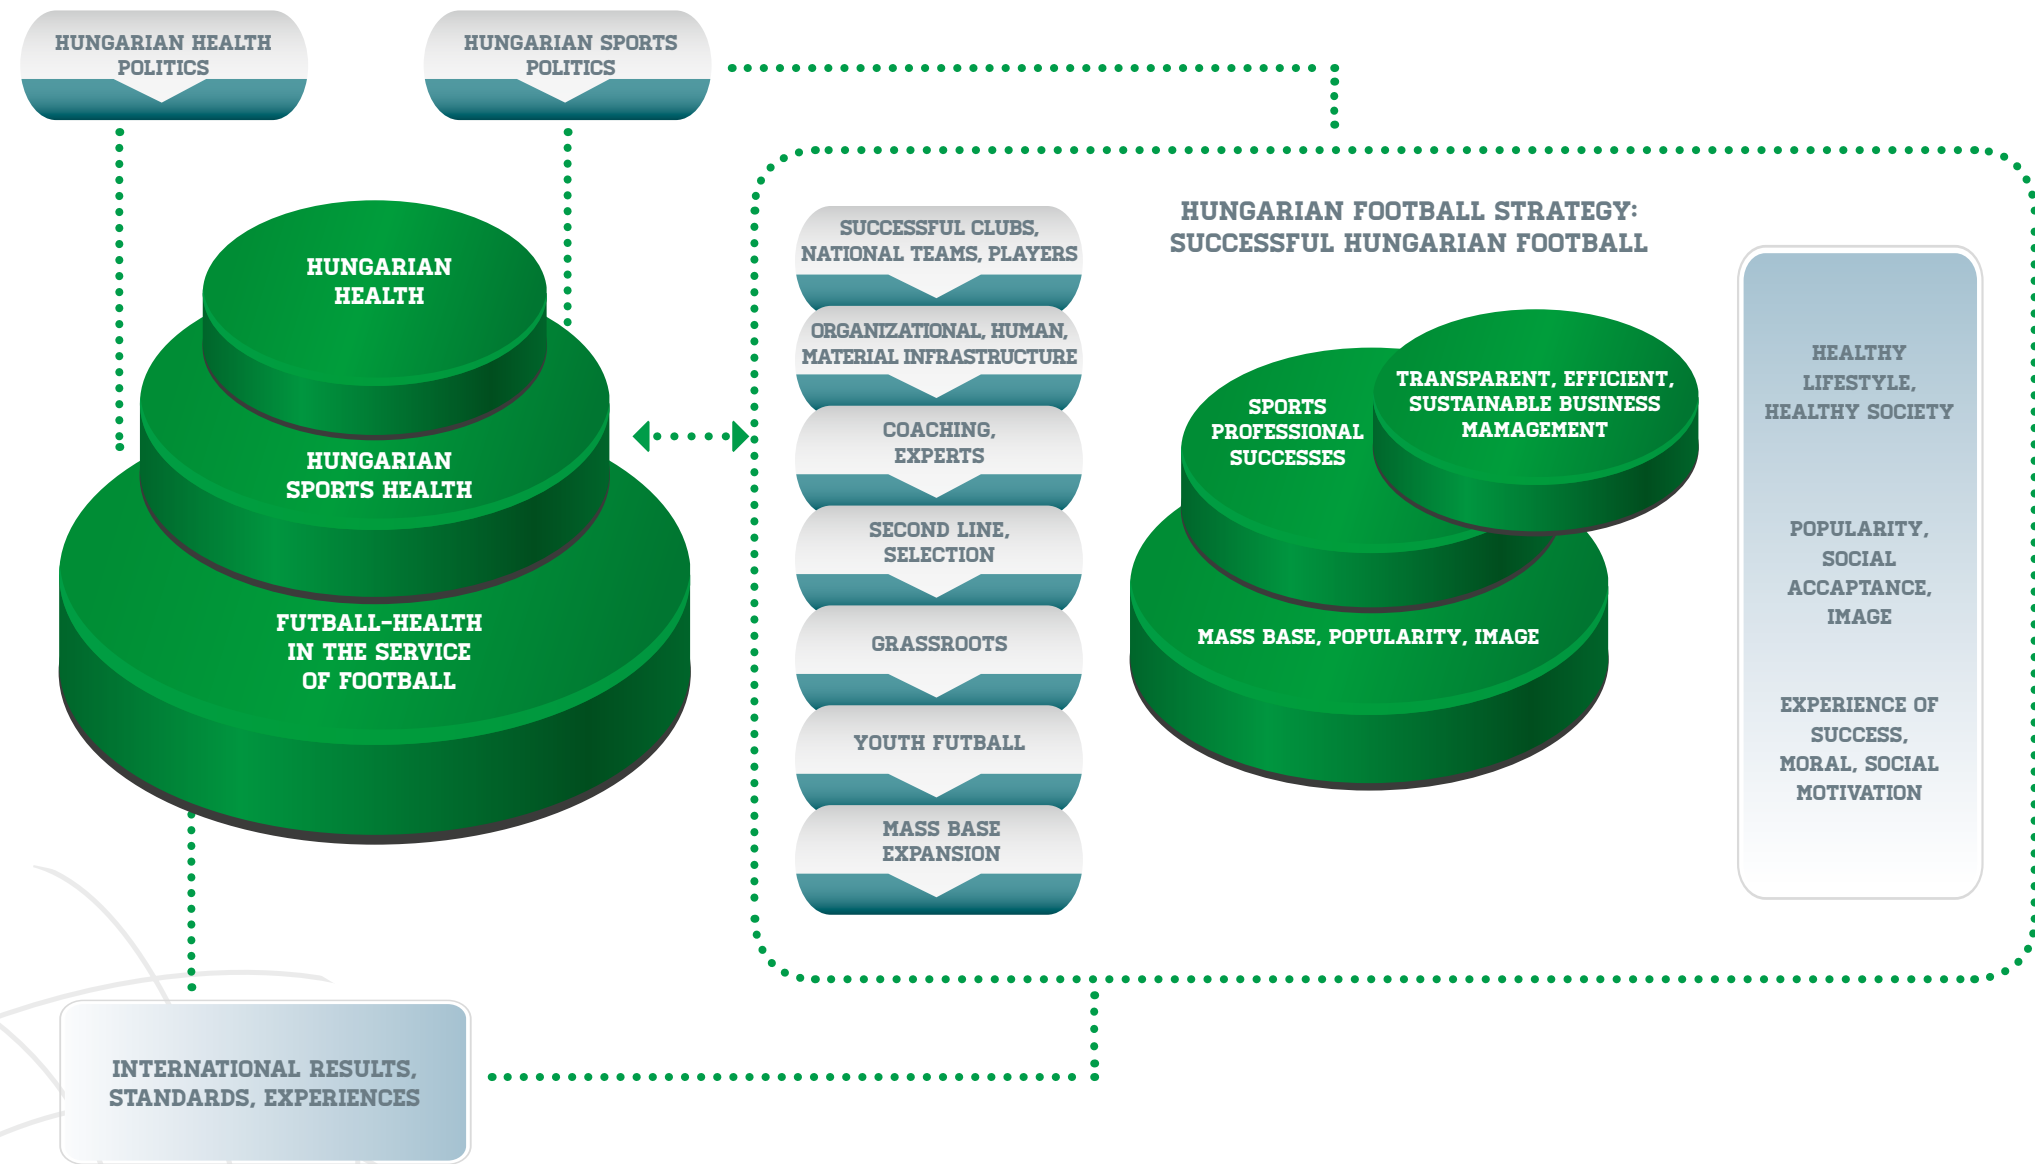 HUNGARIAN HEALTH
POLITICS
HUNGARIAN SPORTS
POLITICS
HUNGARIAN
HEALTH
HUNGARIAN
SPORTS HEALTH
FUTBALL-HEALTH
IN THE SERVICE
OF FOOTBALL
INTERNATIONAL RESULTS,
STANDARDS, EXPERIENCES
SUCCESSFUL CLUBS,
NATIONAL TEAMS, PLAYERS
ORGANIZATIONAL, HUMAN,
MATERIAL INFRASTRUCTURE
COACHING,
EXPERTS
SECOND LINE,
SELECTION
GRASSROOTS
YOUTH FUTBALL
MASS BASE
EXPANSION
HUNGARIAN FOOTBALL STRATEGY:
SUCCESSFUL HUNGARIAN FOOTBALL
TRANSPARENT, EFFICIENT,
SUSTAINABLE BUSINESS
MAMAGEMENT
SPORTS
PROFESSIONAL
SUCCESSES
MASS BASE, POPULARITY, IMAGE
HEALTHY
LIFESTYLE,
HEALTHY SOCIETY
POPULARITY,
SOCIAL
ACCAPTANCE,
IMAGE
EXPERIENCE OF
SUCCESS,
MORAL, SOCIAL
MOTIVATION